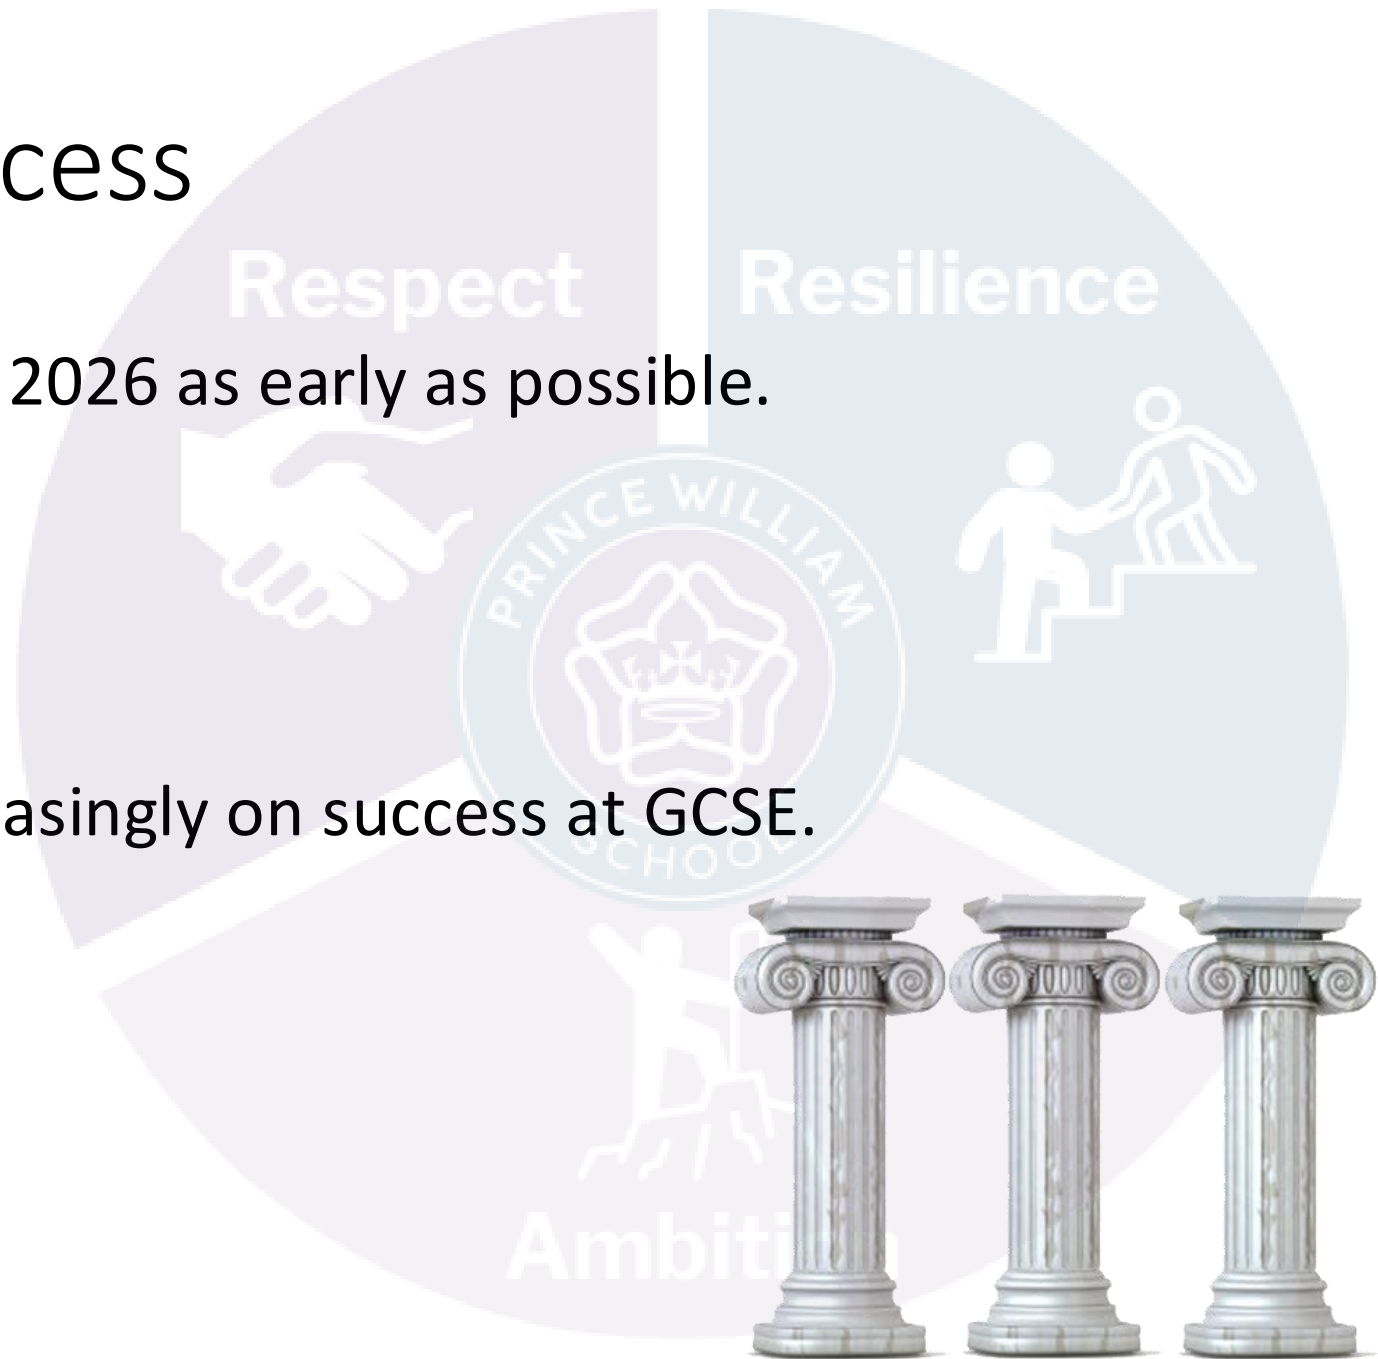 cess
Respect
Resilience
2026 as early as possible.
PRINCE WILLIAM
asingly on success at GCSE.
SCHOOL